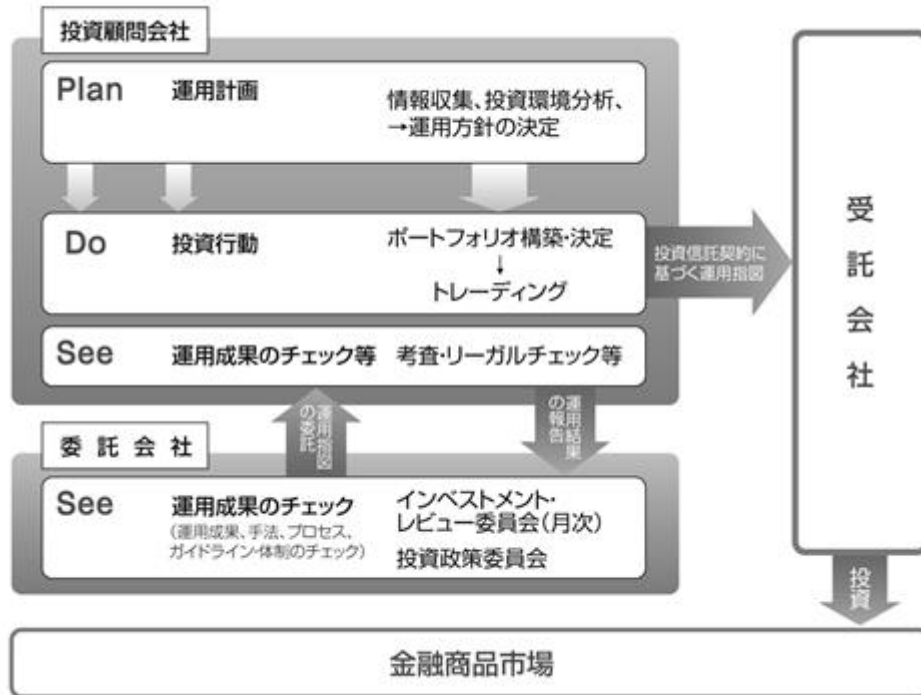 投資顧問会社
Plan 運用計画
情報収集、投資環境分析、
→運用方針の決定
Do 投資行動
ポートフォリオ構築・決定
↓
トレーディング
投資信託契約に
基づく運用指図
See 運用成果のチェック等 考査・リーガルチェック等
運用指図
の委託
運用結果
の報告
委託会社
See 運用成果のチェック
(運用成果、手法、プロセス、
ガイドライン・体制のチェック)
インベストメント・
レビュー委員会(月次)
投資政策委員会
受託会社
投資
金融商品市場